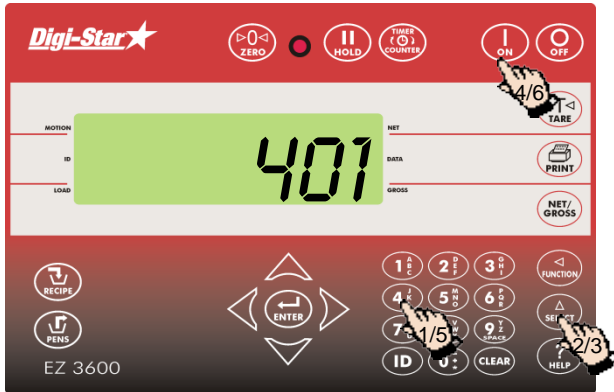 Digi-Star
▷0◁
ZERO
HOLD
TIMER
COUNTER
ON
OFF
4/6
T◁
TARE
MOTION
NET
ID
401
DATA
PRINT
LOAD
GROSS
NET/
GROSS
RECIPE
ENTER
1 A B C
2 D E F
3 G H I
FUNCTION
4 J K
5 M N O
6 P Q R
SELECT
1/5
2/3
7
9 Y Z
SPACE
PENS
ID
0
CLEAR
?
HELP
EZ 3600